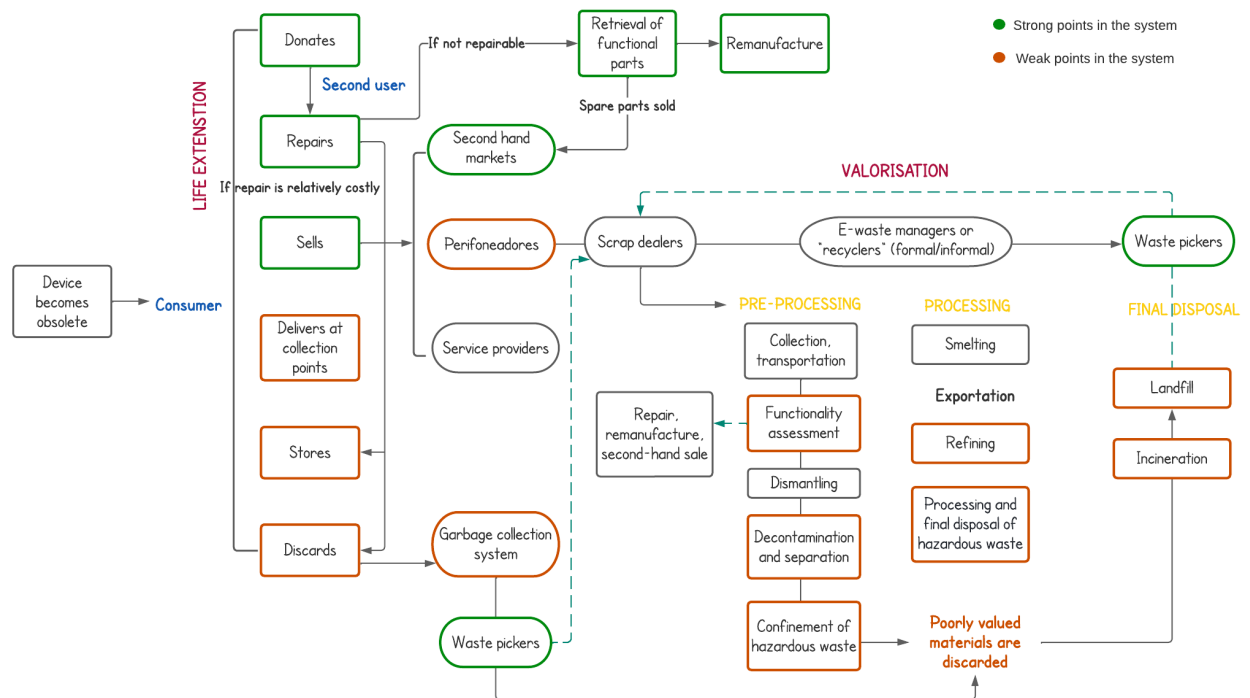 Strong points in the system
Weak points in the system
LIFE EXTENSTION
Donates
Second user
Repairs
If not repairable
Retrieval of
functional
parts
Remanufacture
Spare parts sold
Second hand
markets
If repair is relatively costly
Sells
Perifoneadores
Service providers
Scrap dealers
VALORISATION
E-waste managers or
"recyclers" (formal/informal)
Waste pickers
Device
becomes
obsolete
Consumer
Delivers at
collection
points
Stores
Discards
Garbage collection
system
Waste pickers
PRE-PROCESSING
Collection,
transportation
Functionality
assessment
Repair,
remanufacture,
second-hand sale
Dismantling
Decontamination
and separation
Confinement of
hazardous waste
PROCESSING
Smelting
Exportation
Refining
Processing and
final disposal of
hazardous waste
Poorly valued
materials are
discarded
FINAL DISPOSAL
Landfill
Incineration